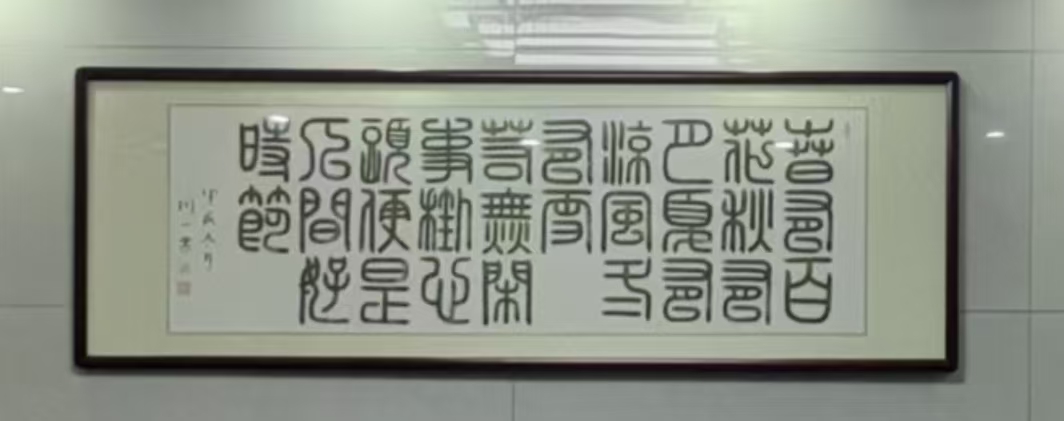 春有百
花秋有
月夏有
涼風冬
有雪
若無閑
事掛心
頭便是
人間好
時節